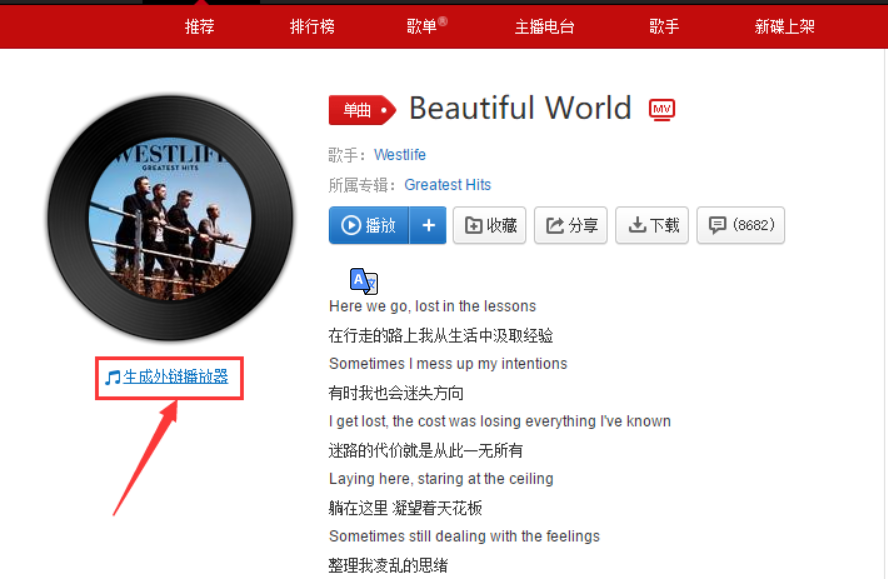 推荐 排行榜 歌单® 主播电台 歌手 新碟上架
单曲 Beautiful World MV
歌手：Westlife
所属专辑：Greatest Hits
播放 + 收藏 分享 下载 (8682)
WESTLIFE
GREATEST HITS
A 文
Here we go, lost in the lessons
在行走的路上我从生活中汲取经验
Sometimes I mess up my intentions
有时我也会迷失方向
I get lost, the cost was losing everything I've known
迷路的代价就是从此一无所有
Laying here, staring at the ceiling
躺在这里 凝望着天花板
Sometimes still dealing with the feelings
整理我凌乱的思绪
生成外链播放器